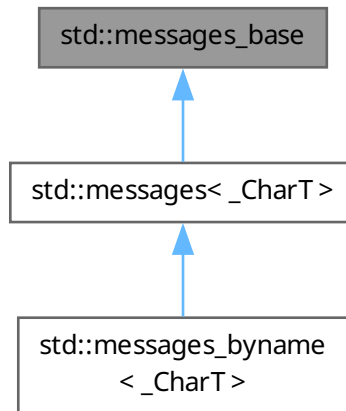 std::messages_base
std::messages< _CharT >
std::messages_byname
< _CharT >